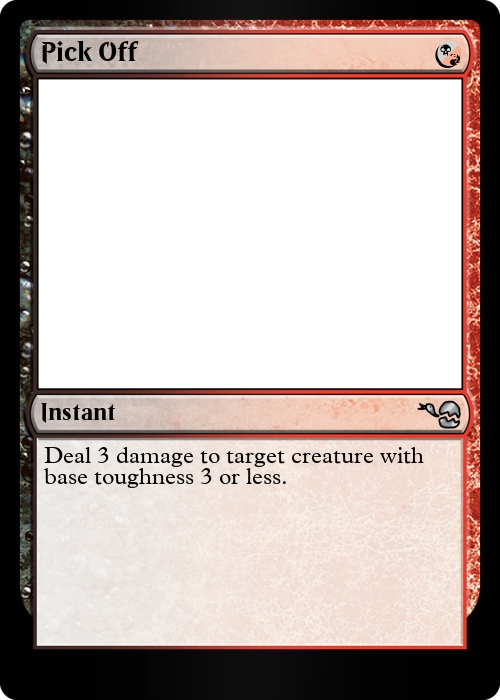 Pick Off
Instant
Deal 3 damage to target creature with
base toughness 3 or less.